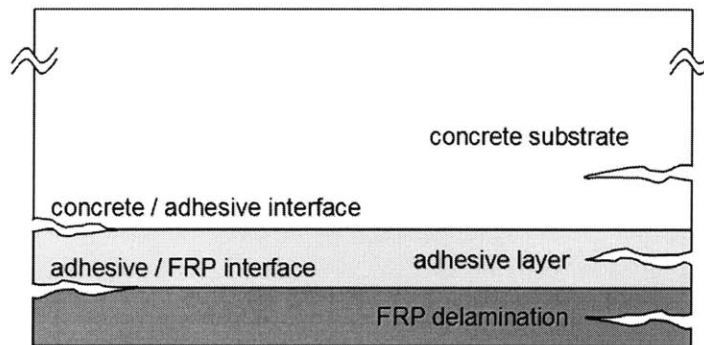 concrete substrate
concrete / adhesive interface
adhesive / FRP interface
adhesive layer
FRP delamination